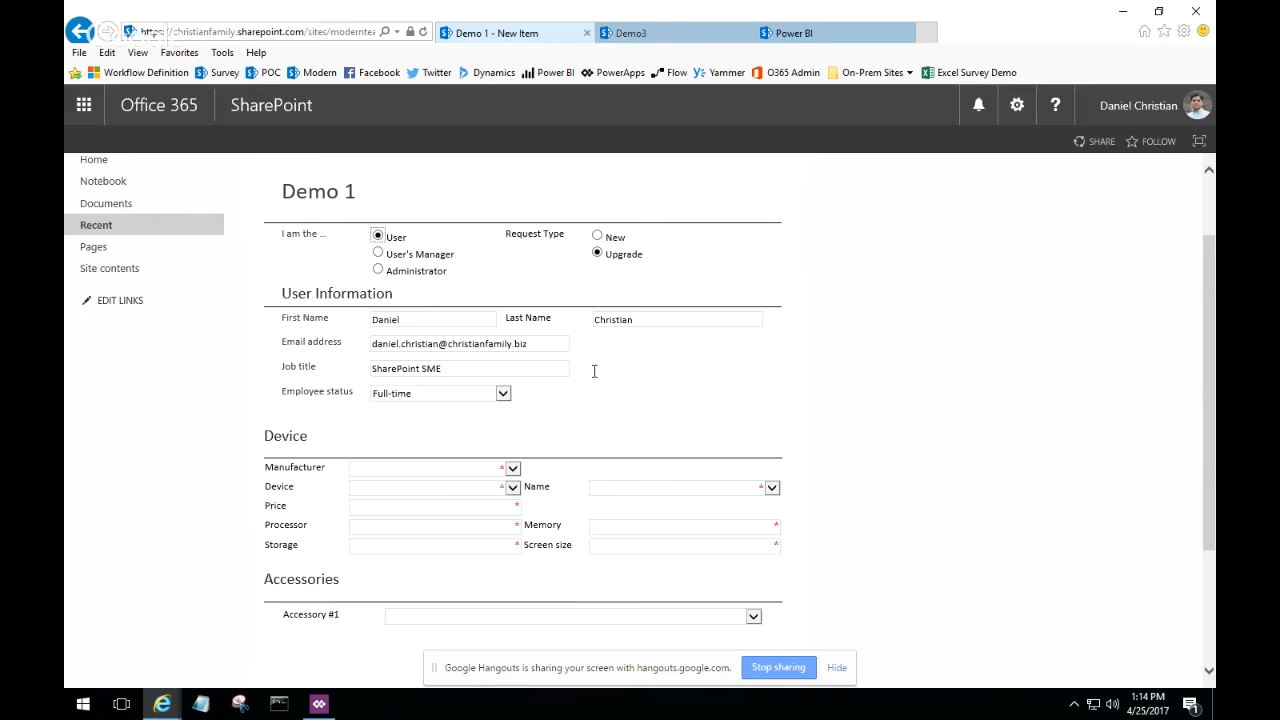 https://christianfamily.sharepoint.com/sites/moderntea
Demo 1 - New Item
Demo3
Power BI
File Edit View Favorites Tools Help
Workflow Definition Survey POC Modern Facebook Twitter Dynamics Power BI PowerApps Flow Yammer O365 Admin On-Prem Sites Excel Survey Demo
Office 365 SharePoint Daniel Christian
SHARE FOLLOW
Home
Notebook
Documents
Recent
Pages
Site contents
EDIT LINKS
Demo 1
I am the ... User Request Type New
User's Manager Upgrade
Administrator
User Information
First Name Daniel Last Name Christian
Email address daniel.christian@christianfamily.biz
Job title SharePoint SME
Employee status Full-time
Device
Manufacturer *
Device * Name *
Price *
Processor * Memory *
Storage * Screen size *
Accessories
Accessory #1
Google Hangouts is sharing your screen with hangouts.google.com. Stop sharing Hide
1:14 PM
4/25/2017
1